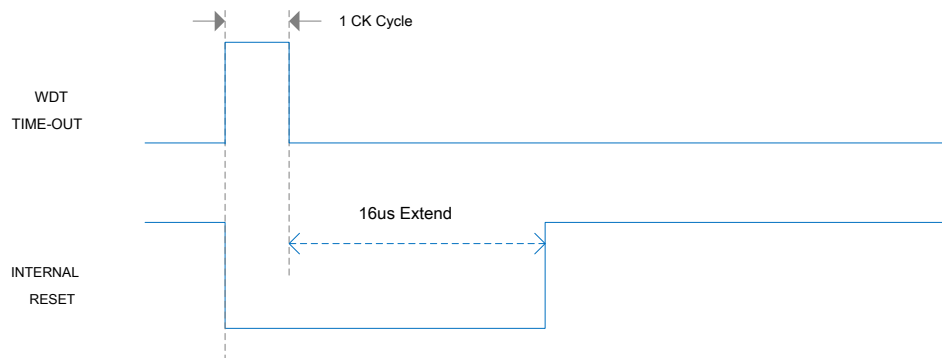 1 CK Cycle
WDT
TIME-OUT
16us Extend
INTERNAL
RESET